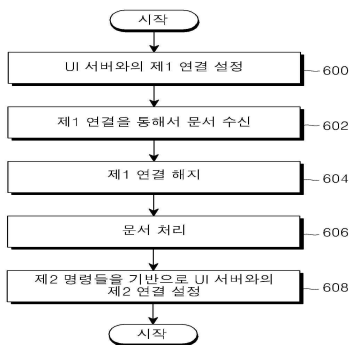 시작
UI 서버와의 제1 연결 설정
600
제1 연결을 통해서 문서 수신
602
제1 연결 해지
604
문서 처리
606
제2 명령들을 기반으로 UI 서버와의
제2 연결 설정
608
시작